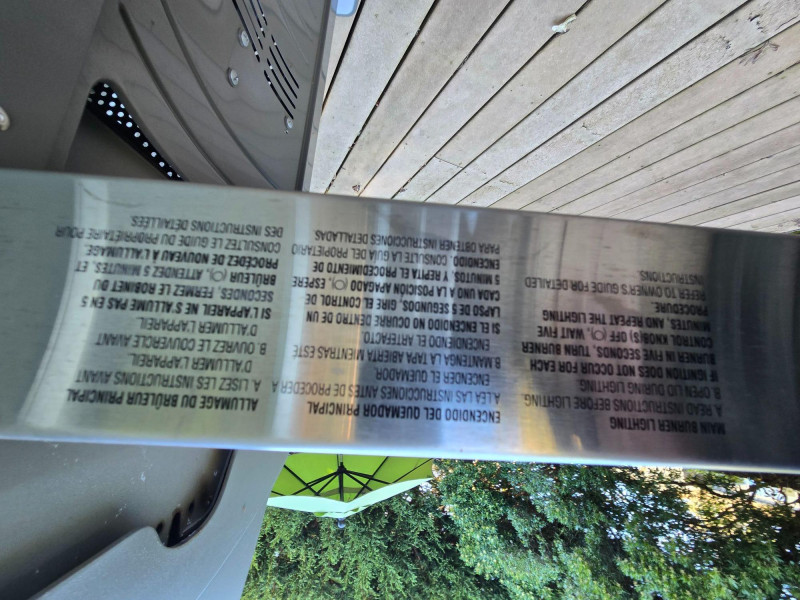 MAIN BURNER LIGHTING
A. READ INSTRUCTIONS BEFORE LIGHTING
B. OPEN LID DURING LIGHTING
IF IGNITION DOES NOT OCCUR FOR EACH
BURNER IN FIVE SECONDS, TURN BURNER
CONTROL KNOB(S) OFF (O), WAIT FIVE
MINUTES, AND REPEAT THE LIGHTING
PROCEDURE.
REFER TO OWNER'S GUIDE FOR DETAILED
INSTRUCTIONS.
ENCENDIDO DEL QUEMADOR PRINCIPAL
A.LEA LAS INSTRUCCIONES ANTES DE PROCEDER A
ENCENDER EL QUEMADOR
B.MANTENGA LA TAPA ABIERTA MIENTRAS ESTÉ
ENCENDIENDO EL ARTEFACTO
SI EL ENCENDIDO NO OCURRE DENTRO DE UN
LAPSO DE 5 SEGUNDOS, GIRE EL CONTROL DE
CADA UNO A LA POSICIÓN APAGADO (O), ESPERE
5 MINUTOS, Y REPITA EL PROCEDIMIENTO DE
ENCENDIDO. CONSULTE LA GUÍA DEL PROPIETARIO
PARA OBTENER INSTRUCCIONES DETALLADAS
ALLUMAGE DU BRÛLEUR PRINCIPAL
A. LISEZ LES INSTRUCTIONS AVANT
D'ALLUMER L'APPAREIL.
B. OUVREZ LE COUVERCLE AVANT
D'ALLUMER L'APPAREIL.
SI L'APPAREIL NE S'ALLUME PAS EN 5
SECONDES, FERMEZ LE ROBINET DU
BRÛLEUR (O), ATTENDEZ 5 MINUTES, ET
PROCÉDEZ DE NOUVEAU À L'ALLUMAGE.
CONSULTEZ LE GUIDE DU PROPRIÉTAIRE POUR
DES INSTRUCTIONS DÉTAILLÉES